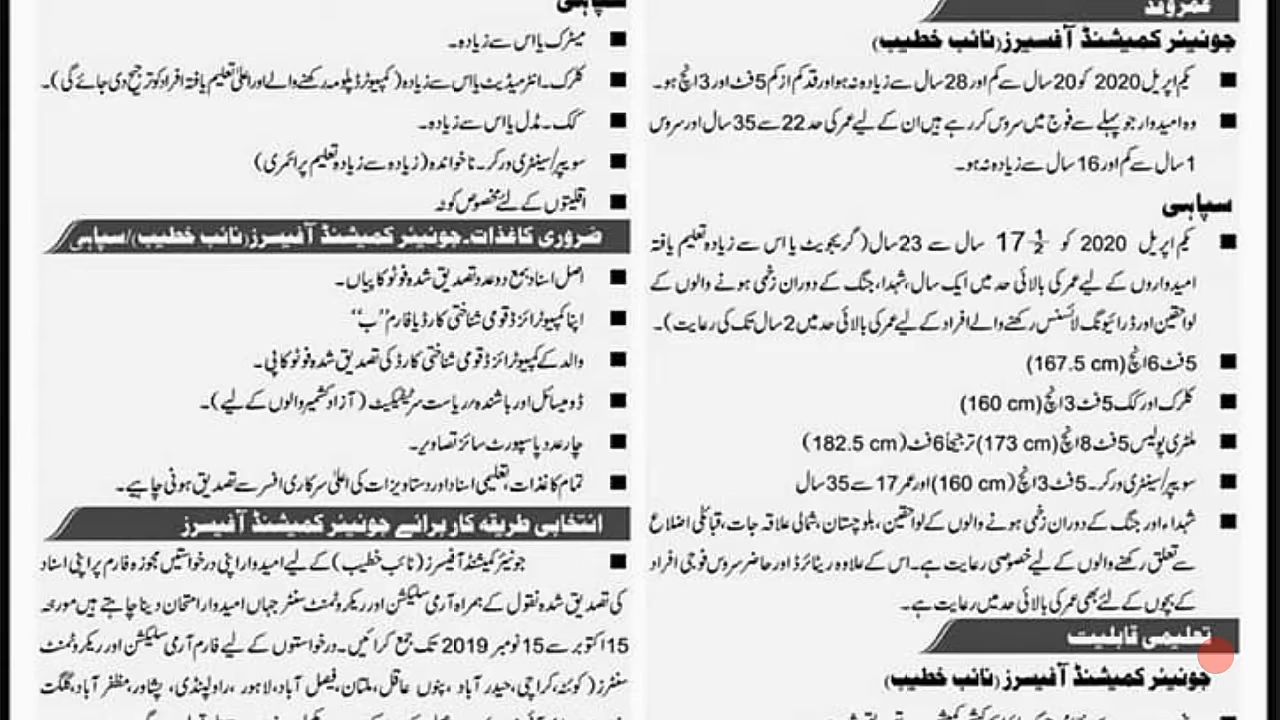 عمر و قد
جونیئر کمیشنڈ آفیسرز(نائب خطیب)
یکم اپریل 2020 کو 20 سال سے کم اور 28 سال سے زیادہ نہ ہو اور قد کم از کم 5 فٹ اور 3 انچ ہو۔
وہ امیدوار جو پہلے سے فوج میں سروس کر رہے ہیں ان کے لیے عمر کی حد 22 سے 35 سال اور سروس
1 سال سے کم اور 16 سال سے زیادہ نہ ہو۔
سپاہی
یکم اپریل 2020 کو 17 1/2 سال سے 23 سال (گریجویٹ یا اس سے زیادہ تعلیم یافتہ
امیدواروں کے لیے عمر کی بالائی حد میں ایک سال، شہدا، جنگ کے دوران زخمی ہونے والوں کے
لواحقین اور ڈرائیونگ لائسنس رکھنے والے افراد کے لیے عمر کی بالائی حد میں 2 سال تک کی رعایت)۔
5 فٹ 6 انچ (167.5 cm)
کلرک اور کک 5 فٹ 3 انچ (160 cm)
ملٹری پولیس 5 فٹ 8 انچ (173 cm) ترجیحاً 6 فٹ (182.5 cm)
سویپر/سینٹری ورکر۔ 5 فٹ 3 انچ (160 cm) اور عمر 17 سے 35 سال
شہداء اور جنگ کے دوران زخمی ہونے والوں کے لواحقین، بلوچستان، شمالی علاقہ جات، قبائلی اضلاع
سے تعلق رکھنے والوں کے لیے خصوصی رعایت ہے۔ اس کے علاوہ ریٹائرڈ اور حاضر سروس فوجی افراد
کے بچوں کے لئے بھی عمر کی بالائی حد میں رعایت ہے۔
تعلیمی قابلیت
جونیئر کمیشنڈ آفیسرز (نائب خطیب)
سپاہی
میٹرک یا اس سے زیادہ۔
کلرک۔ انٹرمیڈیٹ یا اس سے زیادہ (کمپیوٹر ڈپلومہ رکھنے والے اور اعلیٰ تعلیم یافتہ افراد کو ترجیح دی جائے گی)۔
کک۔ مڈل یا اس سے زیادہ۔
سویپر/سینٹری ورکر۔ ناخواندہ (زیادہ سے زیادہ تعلیم پرائمری)
اقلیتوں کے لئے مخصوص کوٹہ
ضروری کاغذات۔ جونیئر کمیشنڈ آفیسرز (نائب خطیب)/سپاہی
اصل اسناد بمع دو عدد تصدیق شدہ فوٹو کاپیاں۔
اپنا کمپیوٹرائزڈ قومی شناختی کارڈ یا فارم ’’ب‘‘
والد کے کمپیوٹرائزڈ قومی شناختی کارڈ کی تصدیق شدہ فوٹو کاپی۔
ڈومیسائل اور باشندہ ریاست سرٹیفکیٹ (آزاد کشمیر والوں کے لیے)۔
چار عدد پاسپورٹ سائز تصاویر۔
تمام کاغذات، تعلیمی اسناد اور دستاویزات کی اعلیٰ سرکاری افسر سے تصدیق ہونی چاہیے۔
انتخابی طریقہ کار برائے جونیئر کمیشنڈ آفیسرز
جونیئر کمیشنڈ آفیسرز (نائب خطیب) کے لیے امیدوار اپنی درخواستیں مجوزہ فارم پر اپنی اسناد
کی تصدیق شدہ نقول کے ہمراہ آرمی سلیکشن اور ریکروٹمنٹ سنٹر جہاں امیدوار امتحان دینا چاہتے ہیں مورخہ
15 اکتوبر سے 15 نومبر 2019 تک جمع کرائیں۔ درخواستوں کے لیے فارم آرمی سلیکشن اور ریکروٹمنٹ
سنٹرز (کوئٹہ، کراچی، حیدر آباد، پنوں عاقل، ملتان، فیصل آباد، لاہور، راولپنڈی، پشاور، مظفر آباد، گلگت